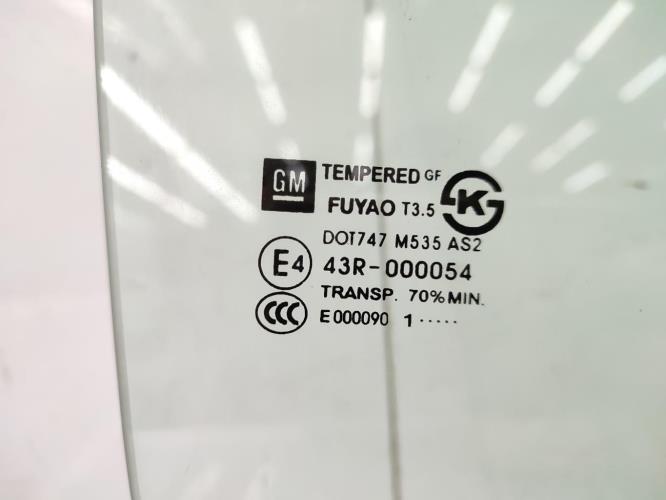 GM TEMPERED GF
FUYAO T3.5 K
DOT747 M535 AS2
E4 43R-000054
TRANSP. 70% MIN.
CCC E000090 1·····